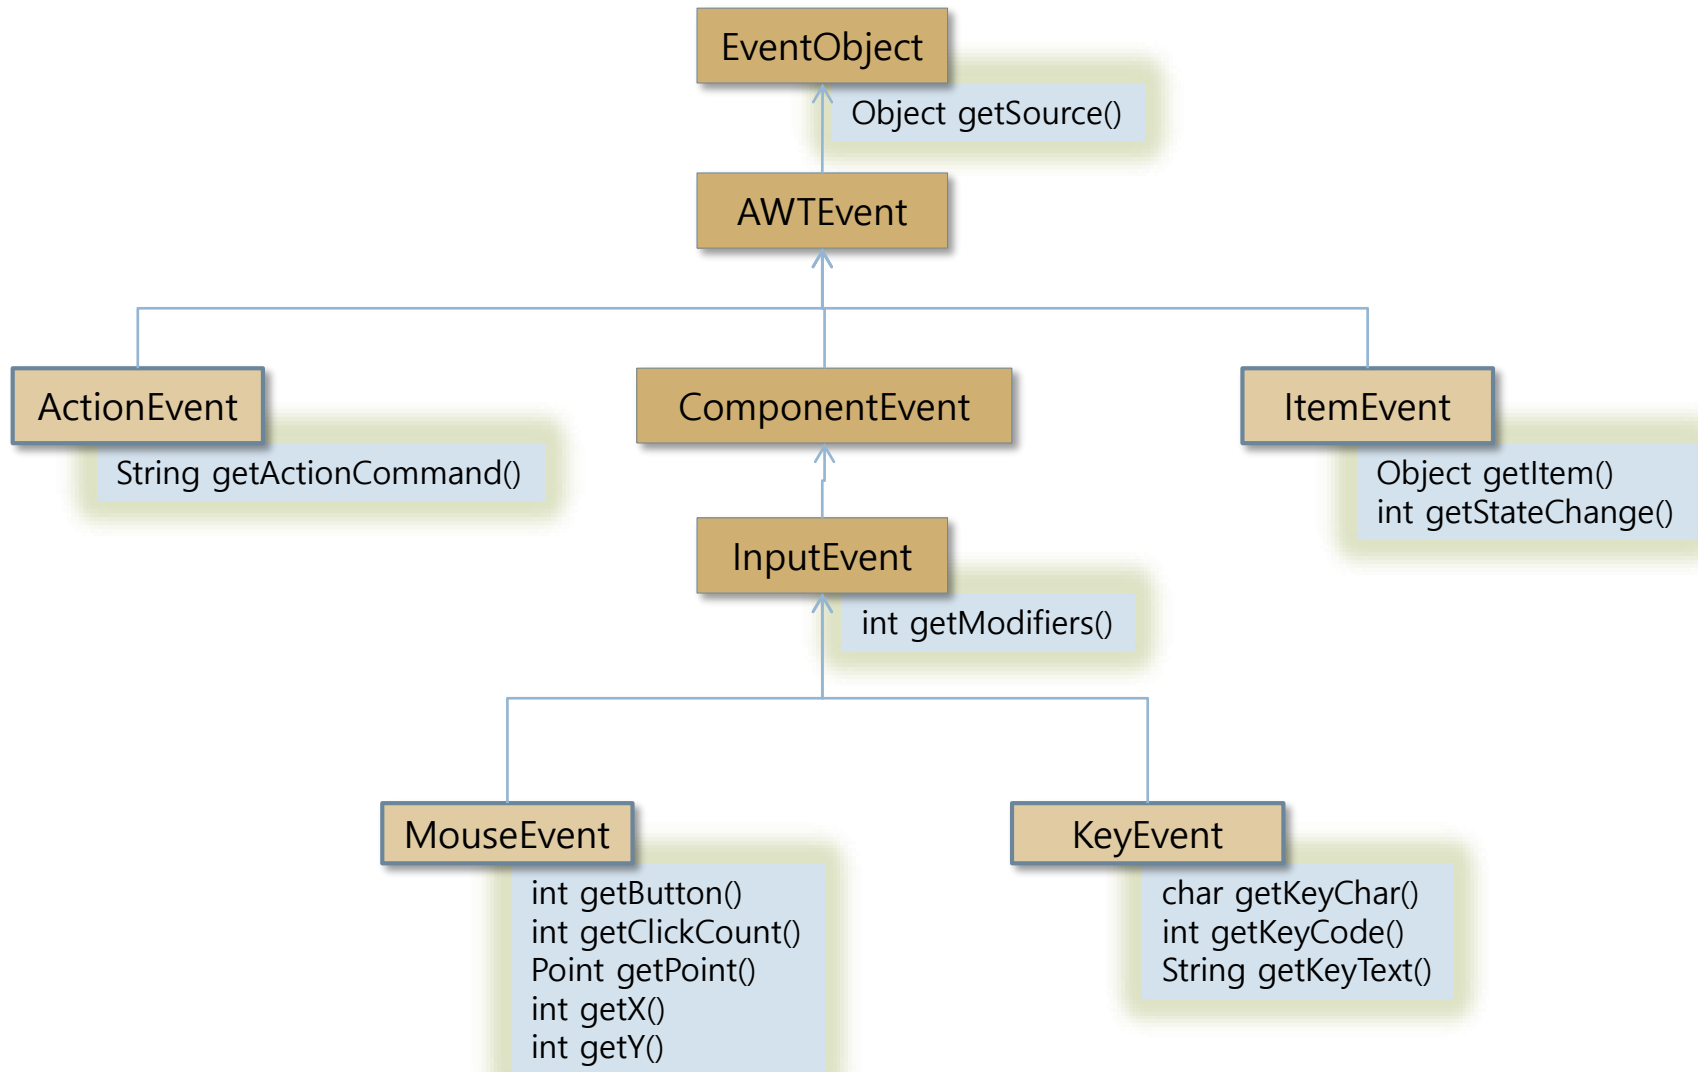 EventObject
Object getSource()
AWTEvent
ActionEvent
ComponentEvent
ItemEvent
String getActionCommand()
Object getItem()
int getStateChange()
InputEvent
int getModifiers()
MouseEvent
KeyEvent
int getButton()
int getClickCount()
Point getPoint()
int getX()
int getY()
char getKeyChar()
int getKeyCode()
String getKeyText()